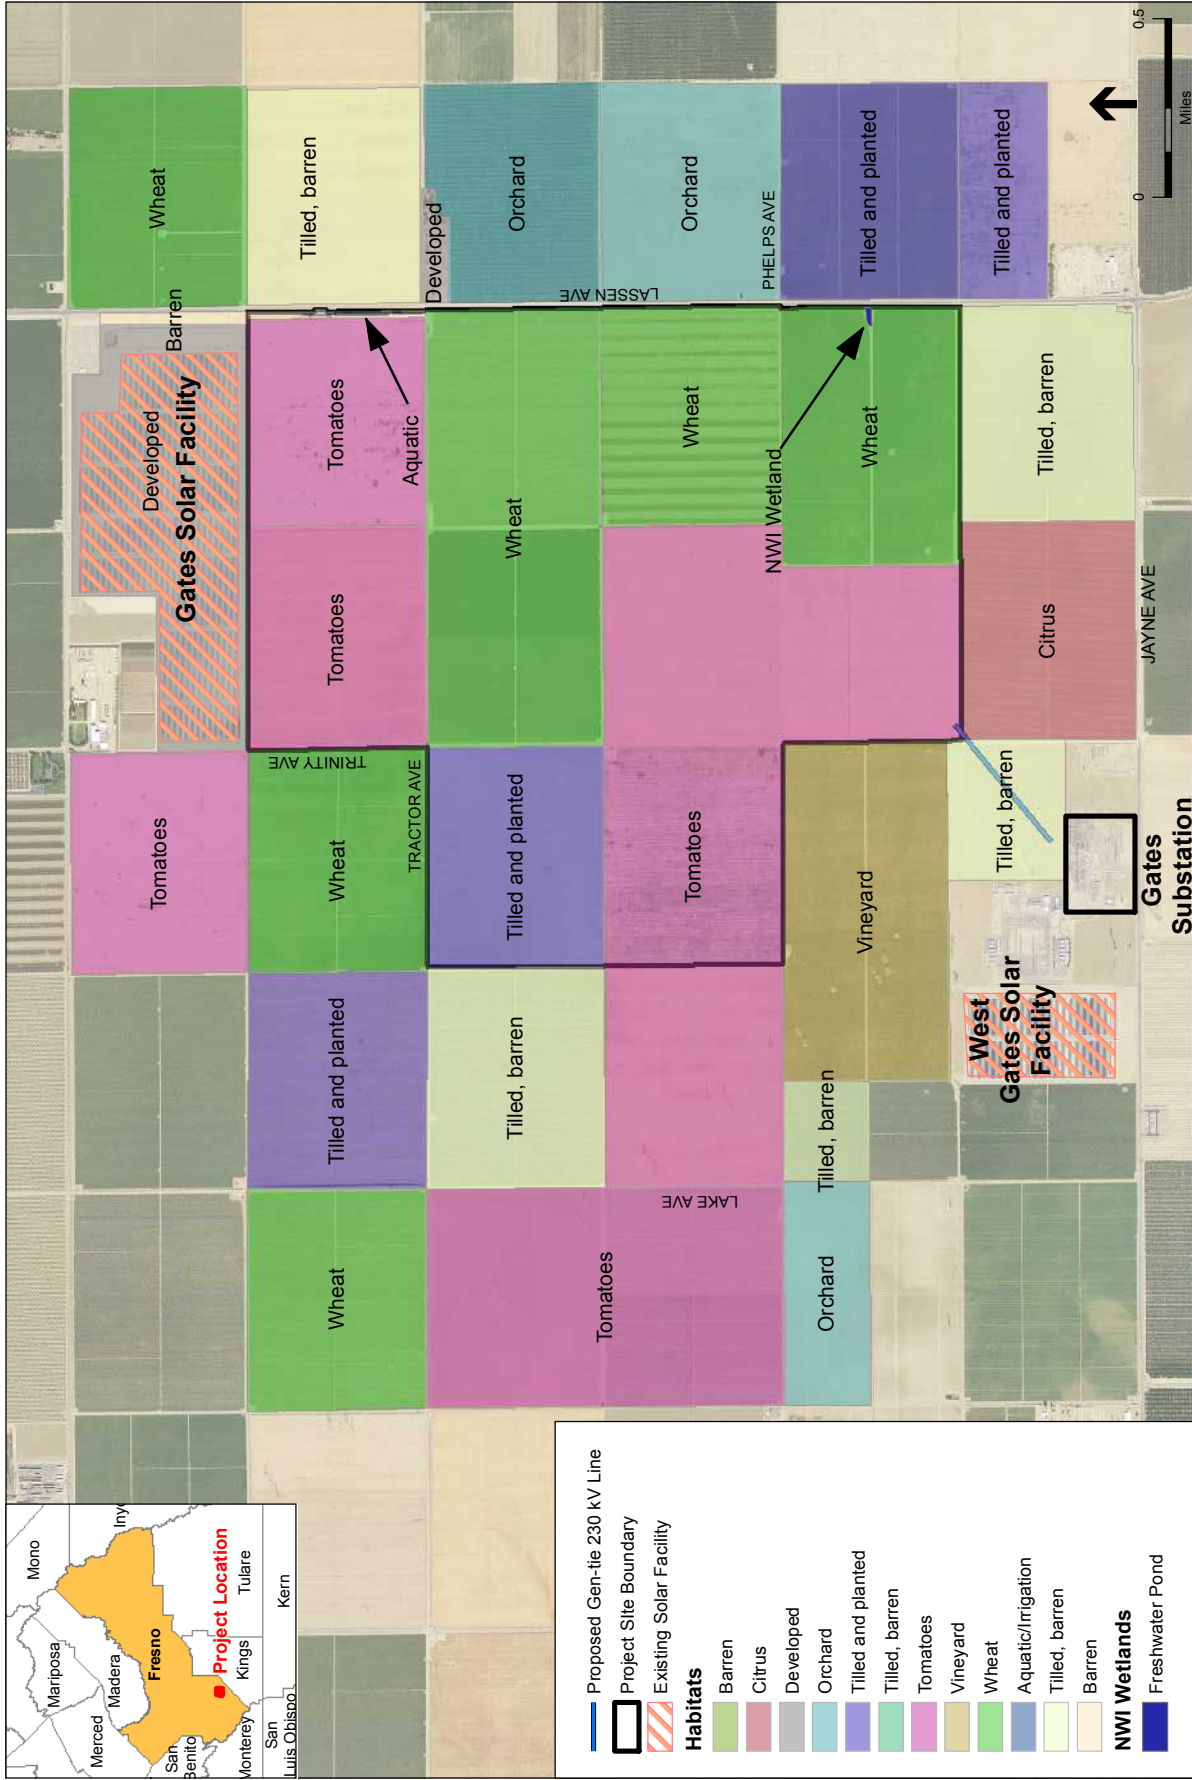 Mono
Inyo
Mariposa
Madera
Merced
Fresno
San
Benito
Project Location
Tulare
Kings
Monterey
San
Luis Obispo
Kern
Wheat
Barren
Developed
Gates Solar Facility
Tomatoes
Tilled, barren
Tomatoes
Tomatoes
TRINITY AVE
Wheat
Tilled and planted
Wheat
Aquatic
Developed
TRACTOR AVE
Orchard
LASSEN AVE
Wheat
Tilled and planted
Tilled, barren
Tomatoes
Orchard
Wheat
Tomatoes
LAKE AVE
PHELPS AVE
NWI Wetland
Tilled and planted
Wheat
Vineyard
Tilled, barren
Orchard
Tilled and planted
Tilled, barren
Citrus
Tilled, barren
West
Gates Solar
Facility
JAYNE AVE
Gates
Substation
0
0.5
Miles
Proposed Gen-tie 230 kV Line
Project SIte Boundary
Existing Solar Facility
Habitats
Barren
Citrus
Developed
Orchard
Tilled and planted
Tilled, barren
Tomatoes
Vineyard
Wheat
Aquatic/Irrigation
Tilled, barren
Barren
NWI Wetlands
Freshwater Pond